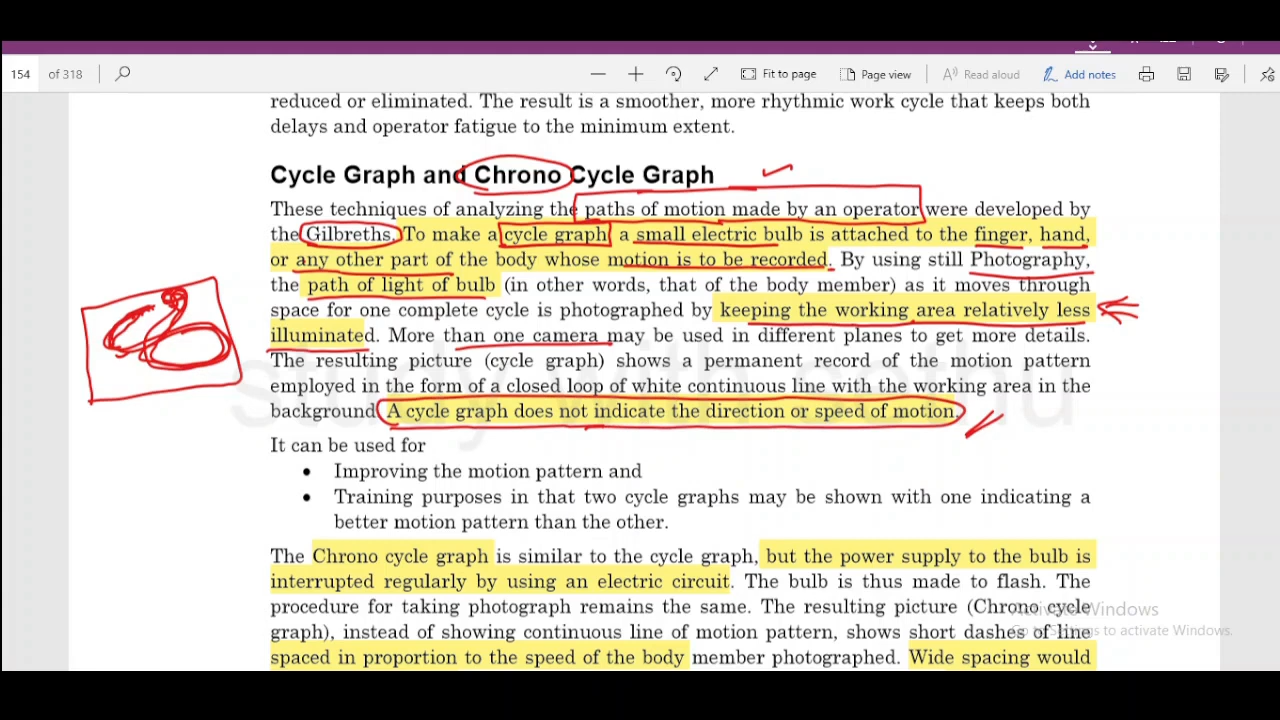 154 of 318 Fit to page Page view Read aloud Add notes
reduced or eliminated. The result is a smoother, more rhythmic work cycle that keeps both
delays and operator fatigue to the minimum extent.
Cycle Graph and Chrono Cycle Graph
These techniques of analyzing the paths of motion made by an operator were developed by
the Gilbreths. To make a cycle graph a small electric bulb is attached to the finger, hand,
or any other part of the body whose motion is to be recorded. By using still Photography,
the path of light of bulb (in other words, that of the body member) as it moves through
space for one complete cycle is photographed by keeping the working area relatively less
illuminated. More than one camera may be used in different planes to get more details.
The resulting picture (cycle graph) shows a permanent record of the motion pattern
employed in the form of a closed loop of white continuous line with the working area in the
background. A cycle graph does not indicate the direction or speed of motion.
It can be used for
• Improving the motion pattern and
• Training purposes in that two cycle graphs may be shown with one indicating a
better motion pattern than the other.
The Chrono cycle graph is similar to the cycle graph, but the power supply to the bulb is
interrupted regularly by using an electric circuit. The bulb is thus made to flash. The
procedure for taking photograph remains the same. The resulting picture (Chrono cycle
graph), instead of showing continuous line of motion pattern, shows short dashes of line
spaced in proportion to the speed of the body member photographed. Wide spacing would
study with
Activate Windows
Go to Settings to activate Windows.